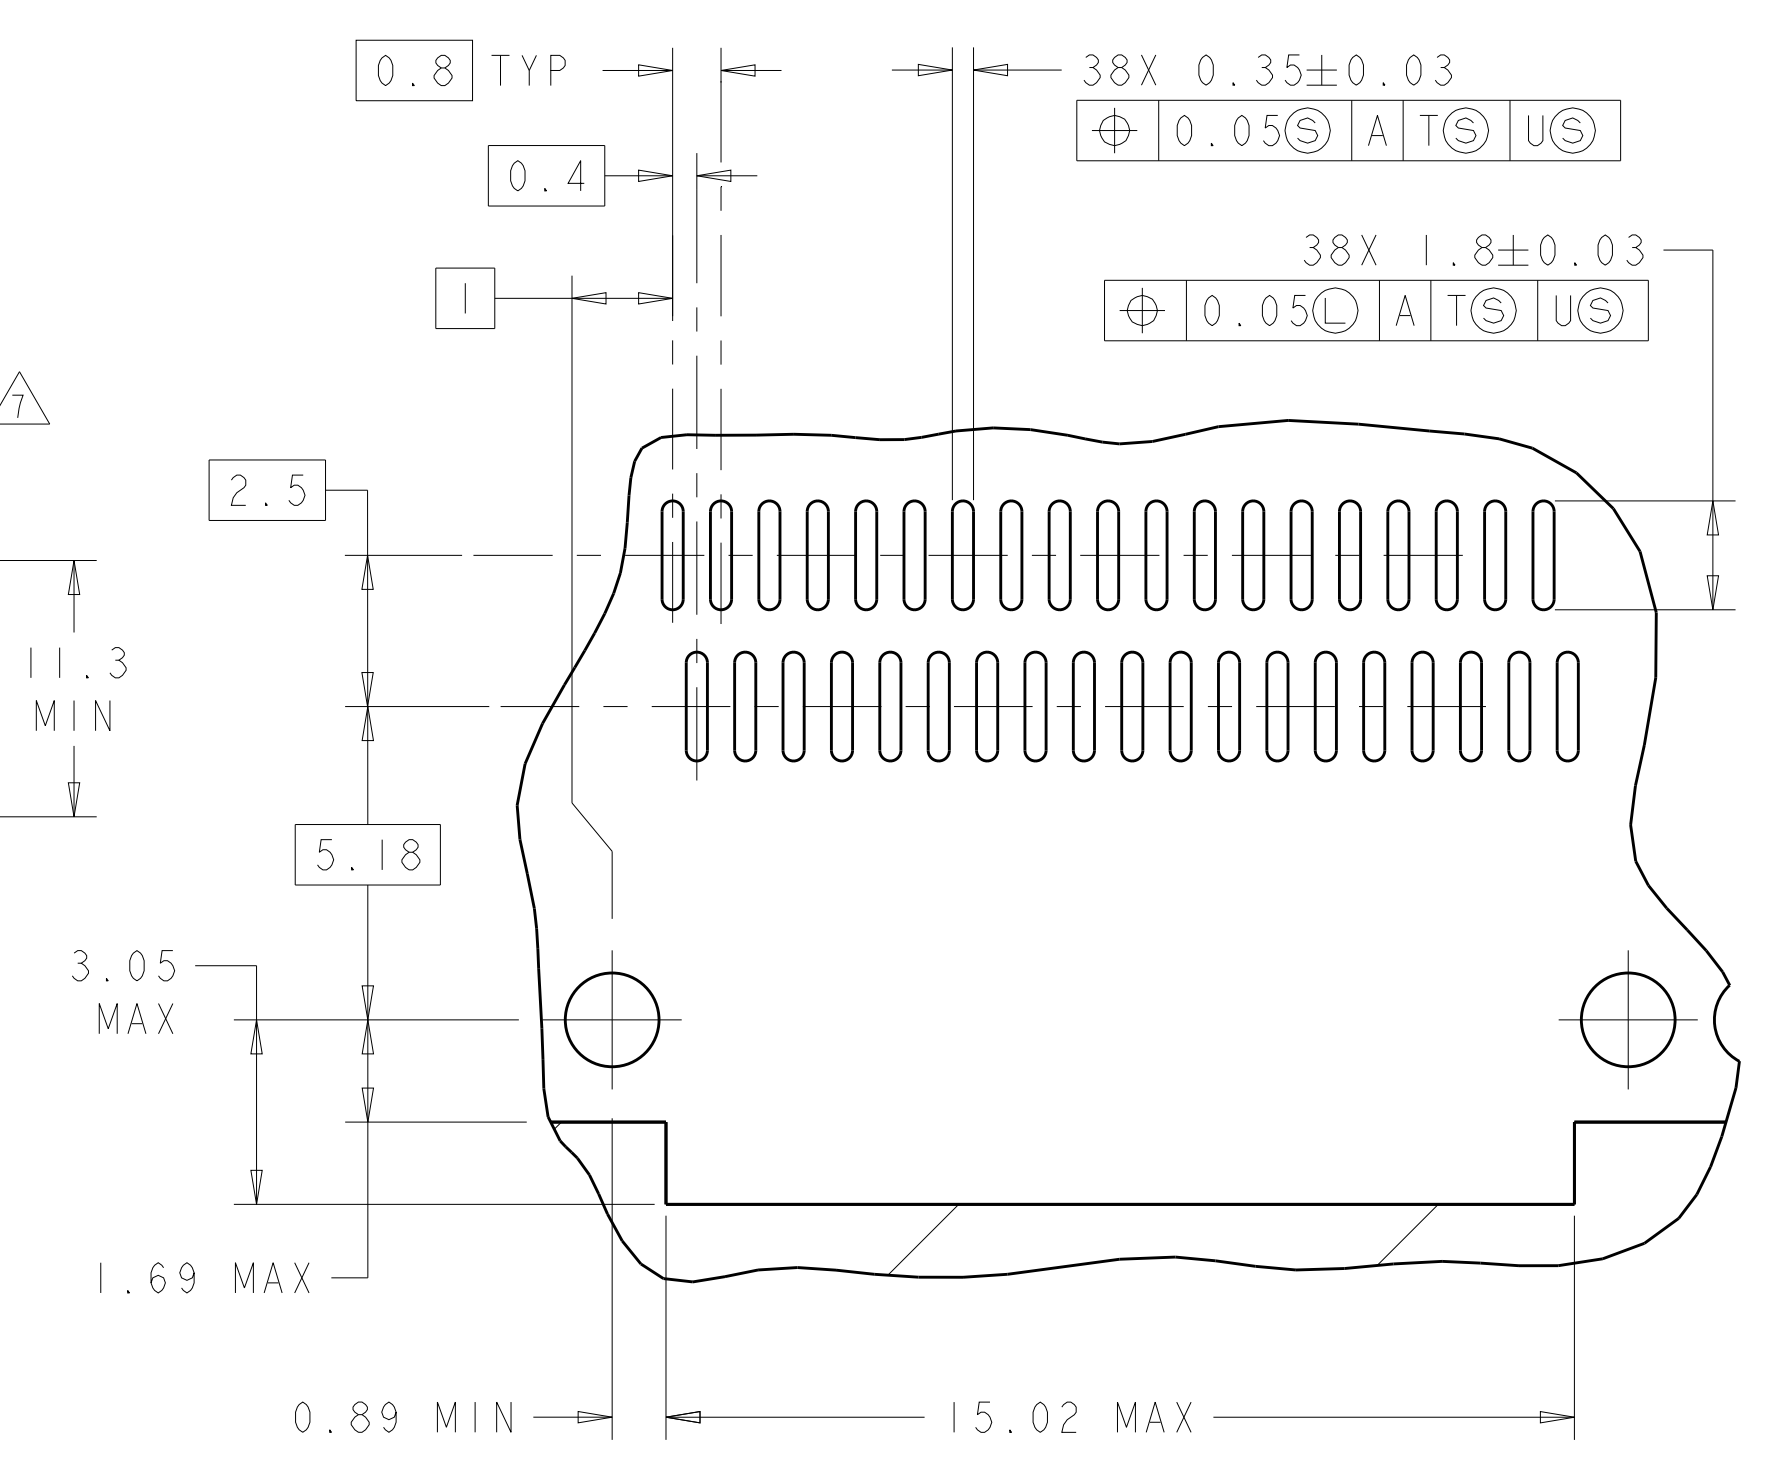 0.8 TYP
38X 0.35±0.03
⌖ 0.05Ⓢ A TⓈ UⓈ
0.4
38X 1.8±0.03
⌖ 0.05Ⓛ A TⓈ UⓈ
1
7
2.5
11.3
MIN
5.18
3.05
MAX
1.69 MAX
0.89 MIN
15.02 MAX